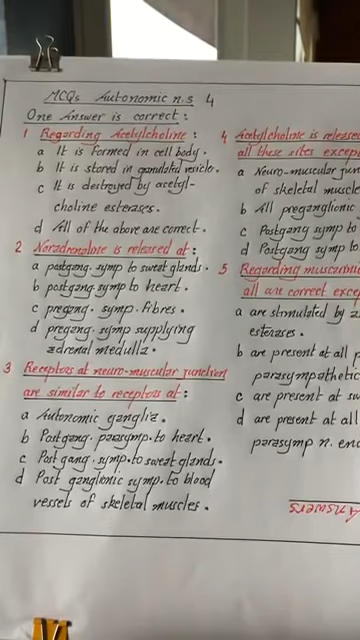 MCQs Autonomic n.s 4
One Answer is correct:
1 Regarding Acetylcholine:
a It is formed in cell body.
b It is stored in granulated vesicle.
c It is destroyed by acetyl-
choline esterases.
d All of the above are correct.
2 Noradrenaline is released at:
a postgang. symp to sweat glands.
b postgang. symp to heart.
c pregang. symp. fibres.
d pregang. symp supplying
adrenal medulla.
3 Receptors at neuro-muscular junction
are similar to receptors at:
a Autonomic ganglia.
b Postgang. parasymp. to heart.
c Postgang. symp. to sweat glands.
d Post ganglionic symp. to blood
vessels of skeletal muscles.
4 Acetylcholine is released
all these sites except
a Neuro-muscular jun
of skeletal muscle
b All preganglionic
c Postgang symp to
d Postgang symp to
5 Regarding muscarin
all are correct exce
a are stimulated by
esterases.
b are present at all p
parasympathetic
c are present at sw
d are present at all
parasymp n. en
Answers